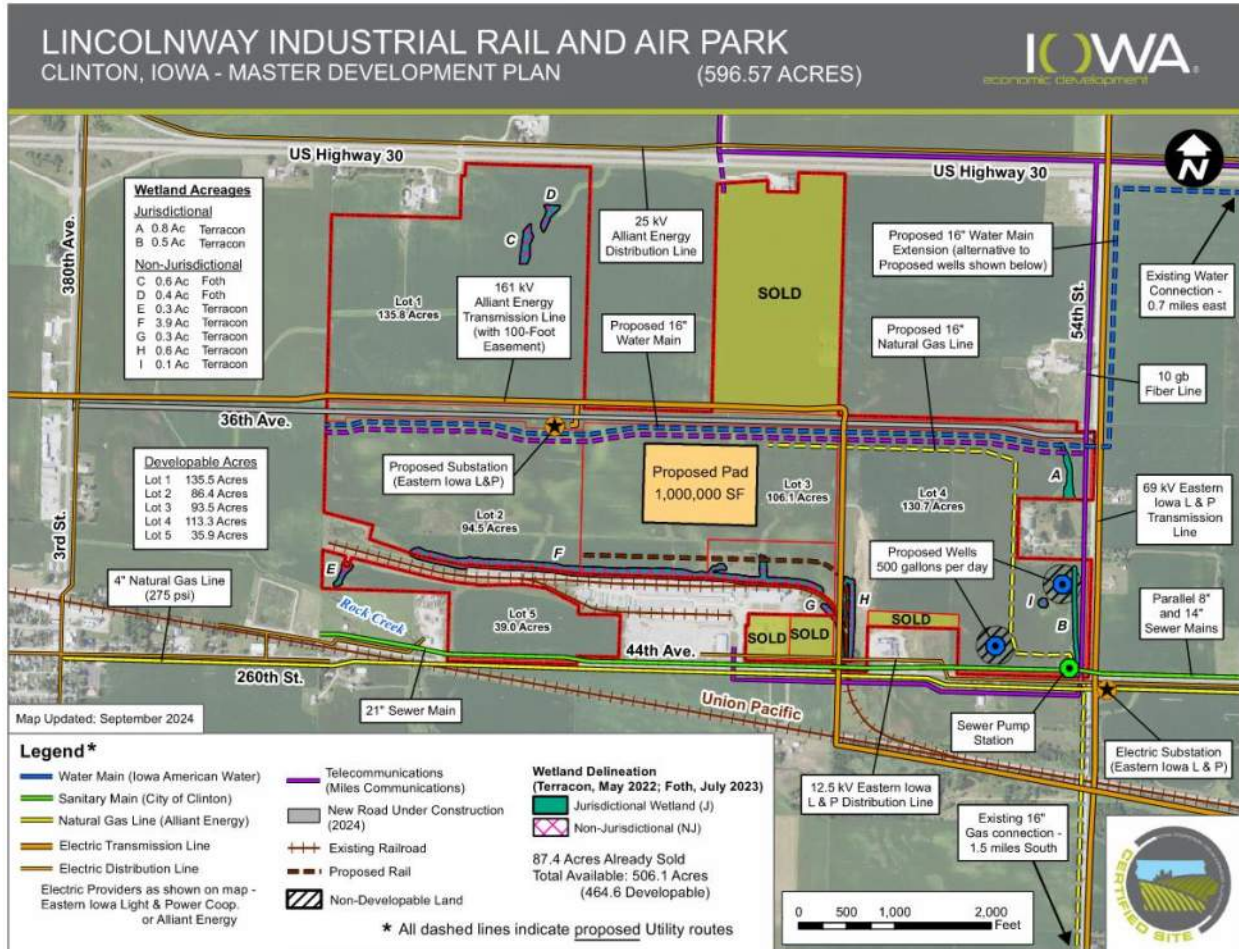 LINCOLNWAY INDUSTRIAL RAIL AND AIR PARK
CLINTON, IOWA - MASTER DEVELOPMENT PLAN (596.57 ACRES)
IOWA
economic development
US Highway 30
US Highway 30
N
380th Ave.
Wetland Acreages
Jurisdictional
A 0.8 Ac Terracon
B 0.5 Ac Terracon
Non-Jurisdictional
C 0.6 Ac Foth
D 0.4 Ac Foth
E 0.3 Ac Terracon
F 3.9 Ac Terracon
G 0.3 Ac Terracon
H 0.6 Ac Terracon
I 0.1 Ac Terracon
D
C
25 kV
Alliant Energy
Distribution Line
Lot 1
135.8 Acres
161 kV
Alliant Energy
Transmission Line
(with 100-Foot
Easement)
Proposed 16"
Water Main
SOLD
Proposed 16" Water Main
Extension (alternative to
Proposed wells shown below)
Proposed 16"
Natural Gas Line
54th St.
Existing Water
Connection -
0.7 miles east
10 gb
Fiber Line
36th Ave.
Developable Acres
Lot 1 135.5 Acres
Lot 2 86.4 Acres
Lot 3 93.5 Acres
Lot 4 113.3 Acres
Lot 5 35.9 Acres
3rd St.
Proposed Substation
(Eastern Iowa L&P)
Proposed Pad
1,000,000 SF
Lot 3
106.1 Acres
Lot 4
130.7 Acres
A
69 kV Eastern
Iowa L & P
Transmission
Line
Lot 2
94.5 Acres
F
E
Proposed Wells
500 gallons per day
4" Natural Gas Line
(275 psi)
Rock Creek
Lot 5
39.0 Acres
G
H
I
B
SOLD
SOLD
SOLD
Parallel 8"
and 14"
Sewer Mains
44th Ave.
260th St.
21" Sewer Main
Union Pacific
Sewer Pump
Station
Electric Substation
(Eastern Iowa L & P)
12.5 kV Eastern Iowa
L & P Distribution Line
Existing 16"
Gas connection -
1.5 miles South
Map Updated: September 2024
Legend*
Water Main (Iowa American Water)
Sanitary Main (City of Clinton)
Natural Gas Line (Alliant Energy)
Electric Transmission Line
Electric Distribution Line
Electric Providers as shown on map -
Eastern Iowa Light & Power Coop.
or Alliant Energy
Telecommunications
(Miles Communications)
New Road Under Construction
(2024)
Existing Railroad
Proposed Rail
Non-Developable Land
Wetland Delineation
(Terracon, May 2022; Foth, July 2023)
Jurisdictional Wetland (J)
Non-Jurisdictional (NJ)
87.4 Acres Already Sold
Total Available: 506.1 Acres
(464.6 Developable)
* All dashed lines indicate proposed Utility routes
0 500 1,000 2,000
Feet
CERTIFIED SITE